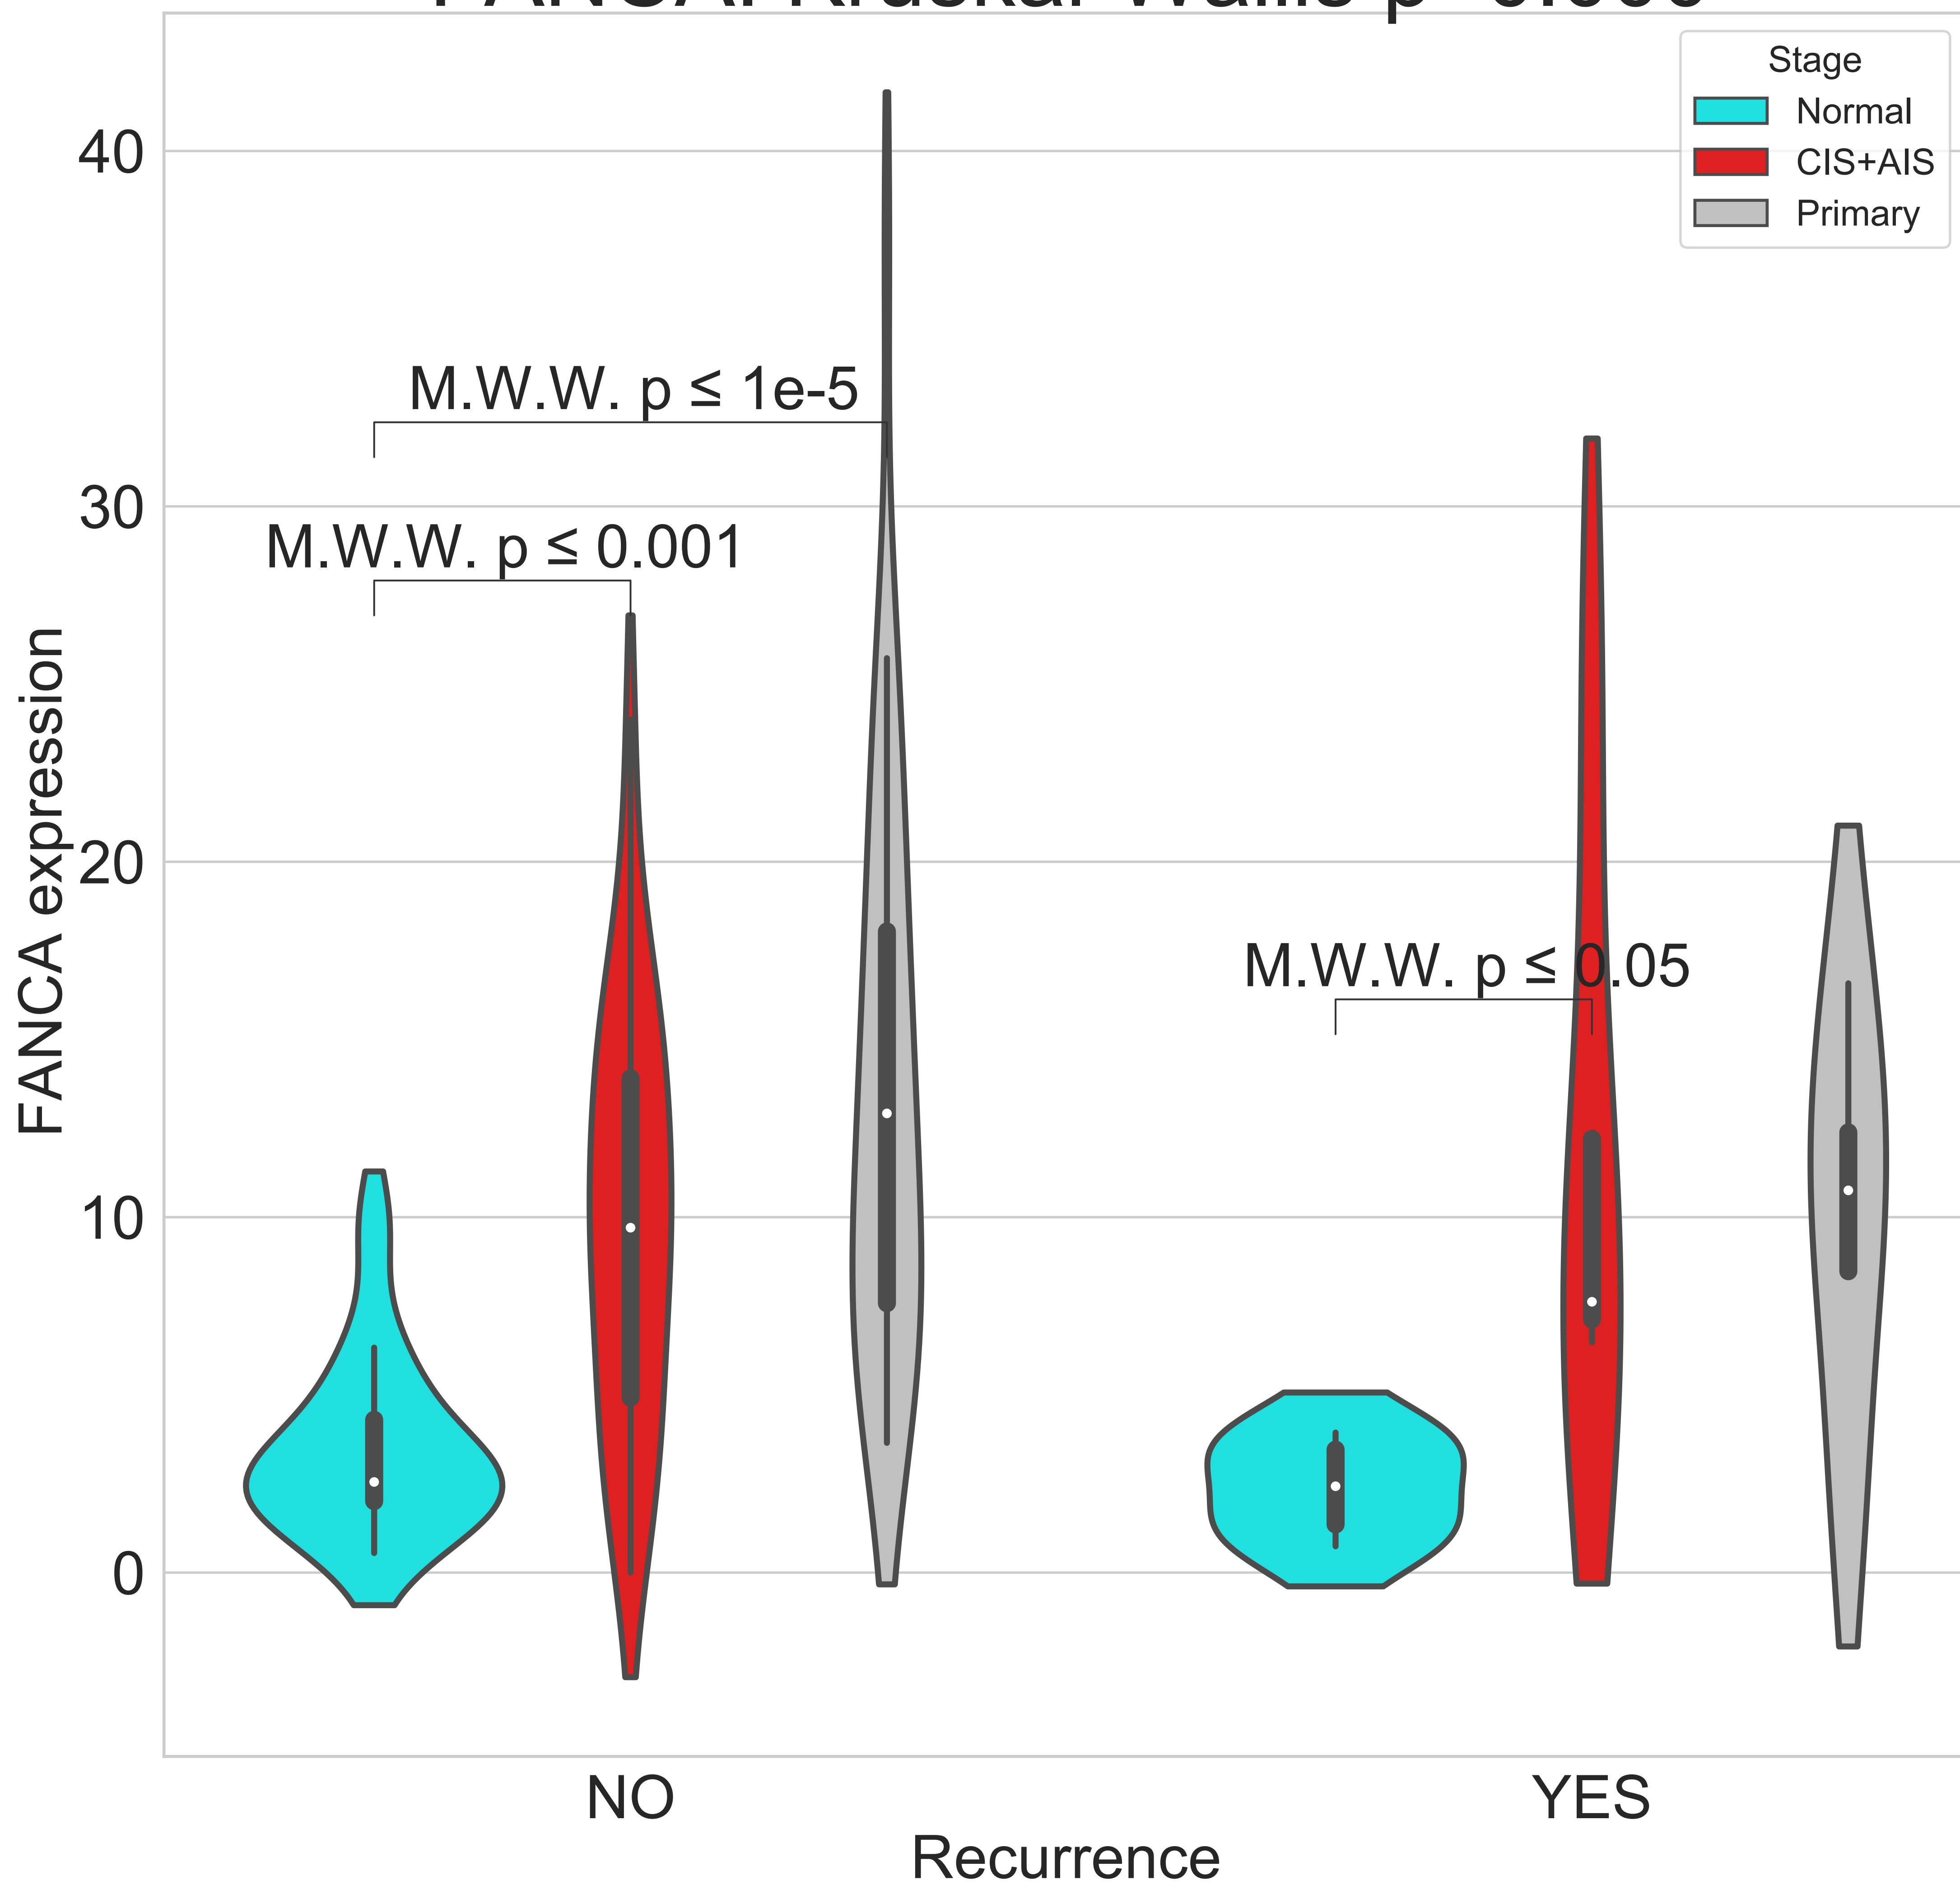 Stage
Normal
CIS+AIS
Primary
40
30
20
10
0
FANCA expression
M.W.W. p ≤ 1e-5
M.W.W. p ≤ 0.001
M.W.W. p ≤ 0.05
NO
YES
Recurrence